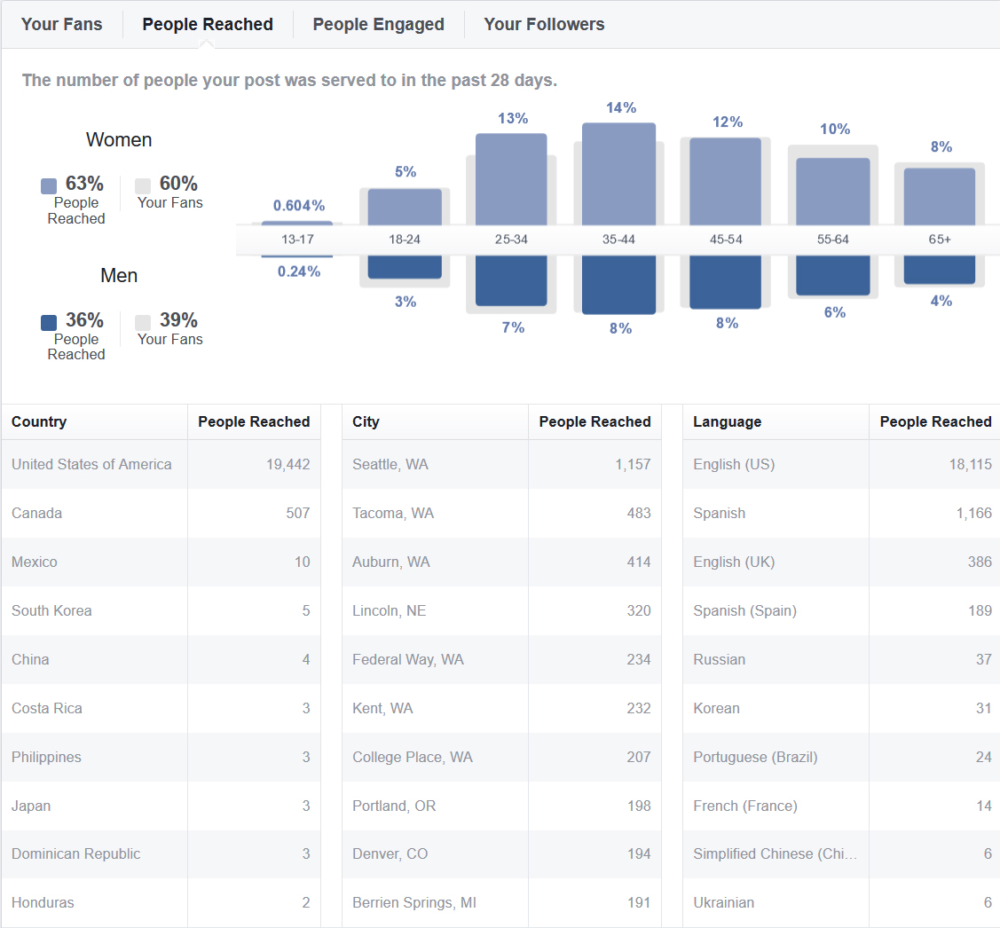 Your Fans People Reached People Engaged Your Followers
The number of people your post was served to in the past 28 days.
Women
63% 60%
People Your Fans
Reached
0.604% 5% 13% 14% 12% 10% 8%
13-17 18-24 25-34 35-44 45-54 55-64 65+
0.24% 3% 7% 8% 8% 6% 4%
Men
36% 39%
People Your Fans
Reached
Country People Reached City People Reached Language People Reached
United States of America 19,442 Seattle, WA 1,157 English (US) 18,115
Canada 507 Tacoma, WA 483 Spanish 1,166
Mexico 10 Auburn, WA 414 English (UK) 386
South Korea 5 Lincoln, NE 320 Spanish (Spain) 189
China 4 Federal Way, WA 234 Russian 37
Costa Rica 3 Kent, WA 232 Korean 31
Philippines 3 College Place, WA 207 Portuguese (Brazil) 24
Japan 3 Portland, OR 198 French (France) 14
Dominican Republic 3 Denver, CO 194 Simplified Chinese (Chi… 6
Honduras 2 Berrien Springs, MI 191 Ukrainian 6